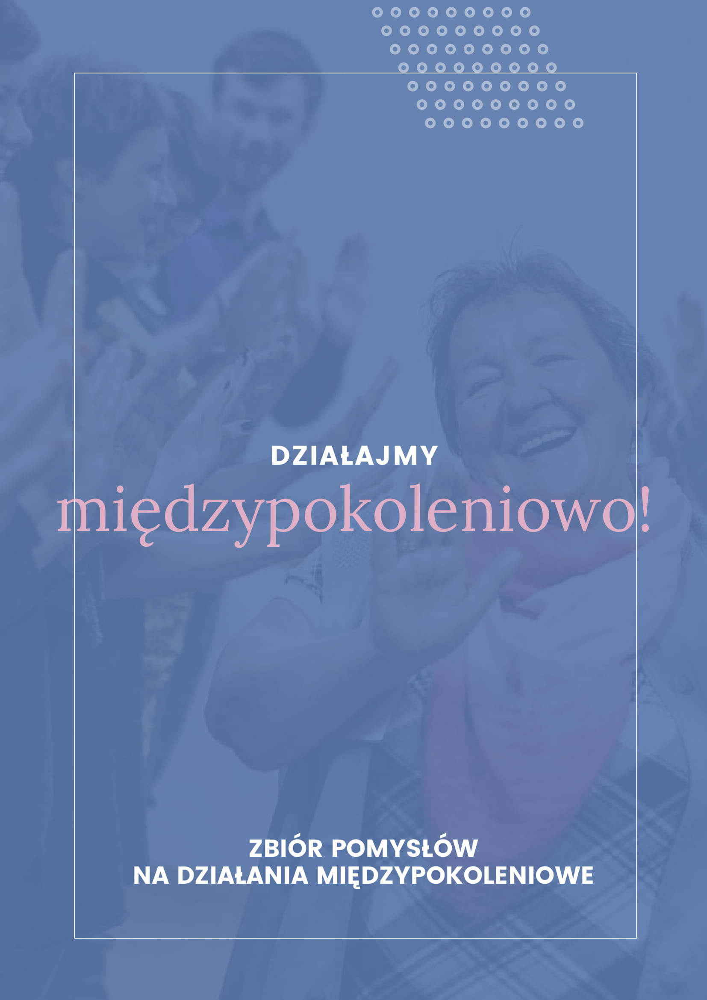 DZIAŁAJMY
międzypokoleniowo!
ZBIÓR POMYSŁÓW
NA DZIAŁANIA MIĘDZYPOKOLENIOWE